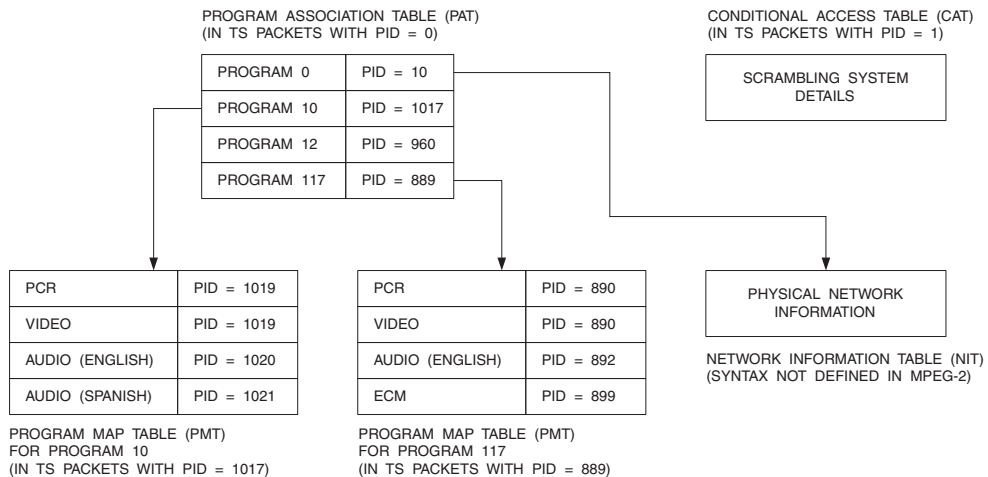 PROGRAM ASSOCIATION TABLE (PAT)
(IN TS PACKETS WITH PID = 0)
PROGRAM 0 PID = 10
PROGRAM 10 PID = 1017
PROGRAM 12 PID = 960
PROGRAM 117 PID = 889
CONDITIONAL ACCESS TABLE (CAT)
(IN TS PACKETS WITH PID = 1)
SCRAMBLING SYSTEM
DETAILS
PCR PID = 1019
VIDEO PID = 1019
AUDIO (ENGLISH) PID = 1020
AUDIO (SPANISH) PID = 1021
PROGRAM MAP TABLE (PMT)
FOR PROGRAM 10
(IN TS PACKETS WITH PID = 1017)
PCR PID = 890
VIDEO PID = 890
AUDIO (ENGLISH) PID = 892
ECM PID = 899
PROGRAM MAP TABLE (PMT)
FOR PROGRAM 117
(IN TS PACKETS WITH PID = 889)
PHYSICAL NETWORK
INFORMATION
NETWORK INFORMATION TABLE (NIT)
(SYNTAX NOT DEFINED IN MPEG-2)